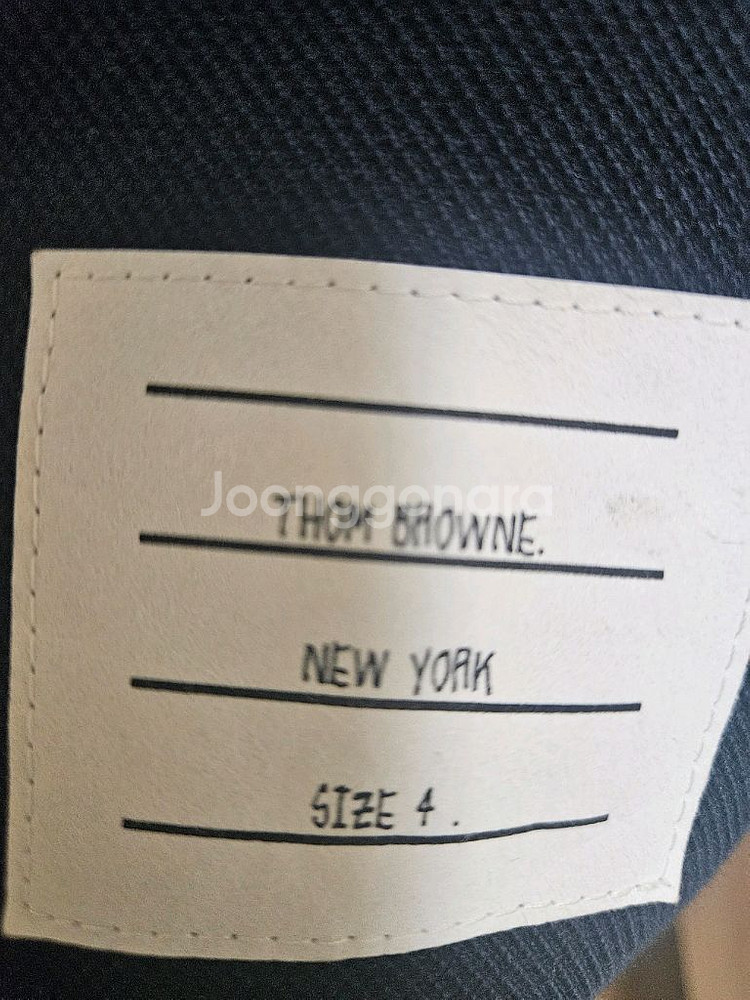 Joonggonara
THOM BROWNE.
NEW YORK
SIZE 4.